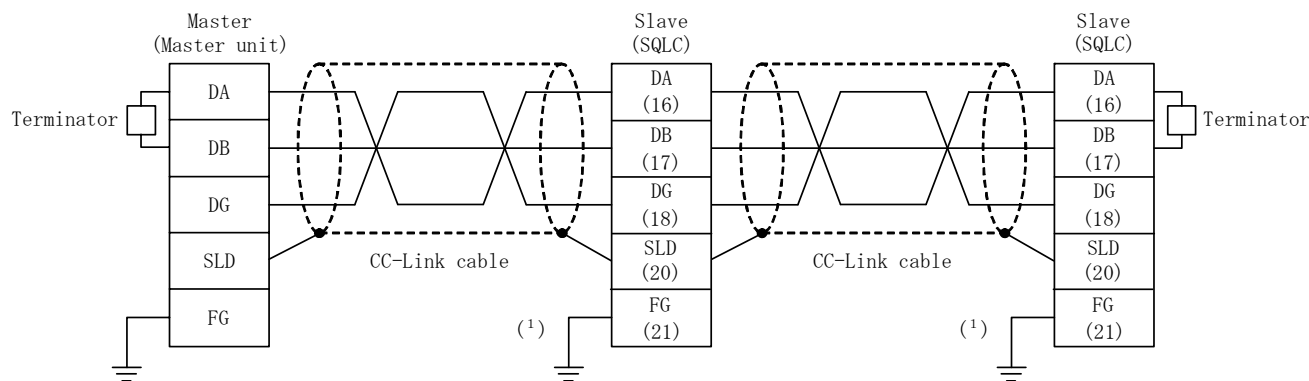 Master
(Master unit)
Slave
(SQLC)
Slave
(SQLC)
Terminator
DA
DB
DG
SLD
FG
CC-Link cable
(¹)
DA
(16)
DB
(17)
DG
(18)
SLD
(20)
FG
(21)
CC-Link cable
(¹)
DA
(16)
DB
(17)
DG
(18)
SLD
(20)
FG
(21)
Terminator